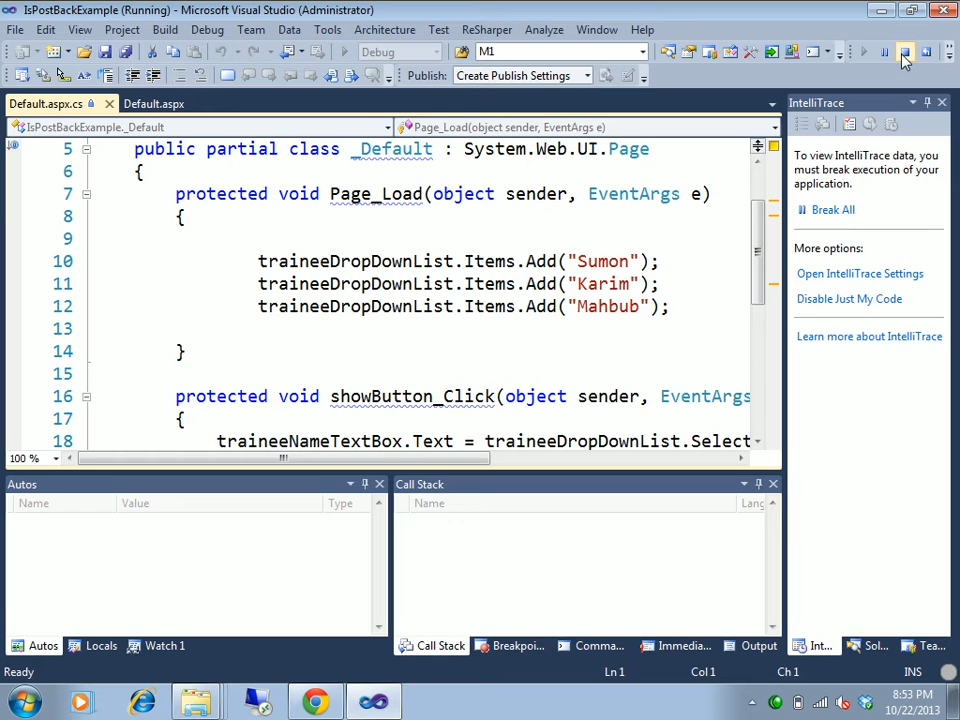 IsPostBackExample (Running) - Microsoft Visual Studio (Administrator)
File Edit View Project Build Debug Team Data Tools Architecture Test ReSharper Analyze Window Help
Debug M1
Publish: Create Publish Settings
Default.aspx.cs Default.aspx
IsPostBackExample._Default Page_Load(object sender, EventArgs e)
5 public partial class _Default : System.Web.UI.Page
6 {
7 protected void Page_Load(object sender, EventArgs e)
8 {
9
10 traineeDropDownList.Items.Add("Sumon");
11 traineeDropDownList.Items.Add("Karim");
12 traineeDropDownList.Items.Add("Mahbub");
13
14 }
15
16 protected void showButton_Click(object sender, EventArgs
17 {
18 traineeNameTextBox.Text = traineeDropDownList.Select
100 %
IntelliTrace
To view IntelliTrace data, you
must break execution of your
application.
Break All
More options:
Open IntelliTrace Settings
Disable Just My Code
Learn more about IntelliTrace
Autos
Name Value Type
Call Stack
Name Lang
Autos Locals Watch 1
Call Stack Breakpoi... Comma... Immedia... Output
Int... Sol... Tea...
Ready Ln 1 Col 1 Ch 1 INS
8:53 PM
10/22/2013